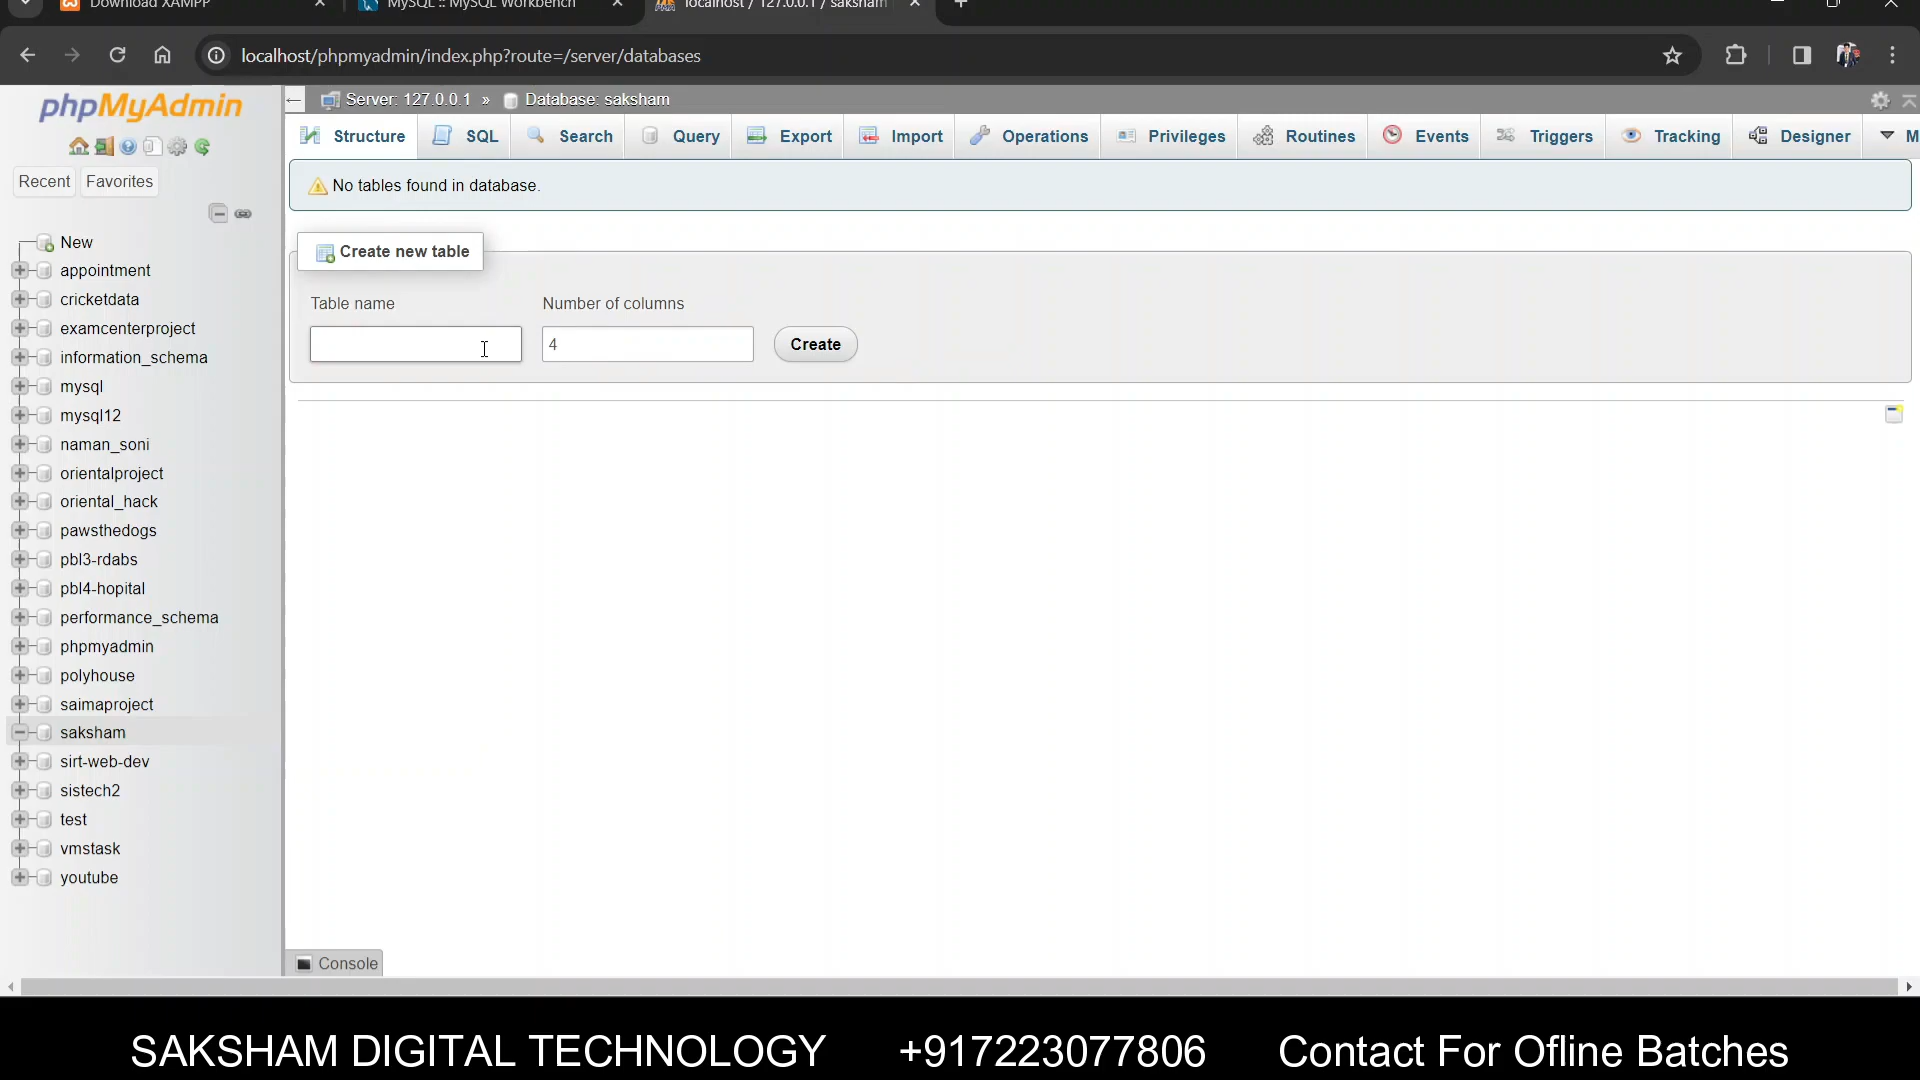 Download XAMPP
MySQL :: MySQL Workbench
localhost / 127.0.0.1 / saksham
localhost/phpmyadmin/index.php?route=/server/databases
phpMyAdmin
Server: 127.0.0.1 » Database: saksham
Structure SQL Search Query Export Import Operations Privileges Routines Events Triggers Tracking Designer M
Recent Favorites
No tables found in database.
New
appointment
cricketdata
examcenterproject
information_schema
mysql
mysql12
naman_soni
orientalproject
oriental_hack
pawsthedogs
pbl3-rdabs
pbl4-hopital
performance_schema
phpmyadmin
polyhouse
saimaproject
saksham
sirt-web-dev
sistech2
test
vmstask
youtube
Create new table
Table name Number of columns
4 Create
Console
SAKSHAM DIGITAL TECHNOLOGY +917223077806 Contact For Ofline Batches